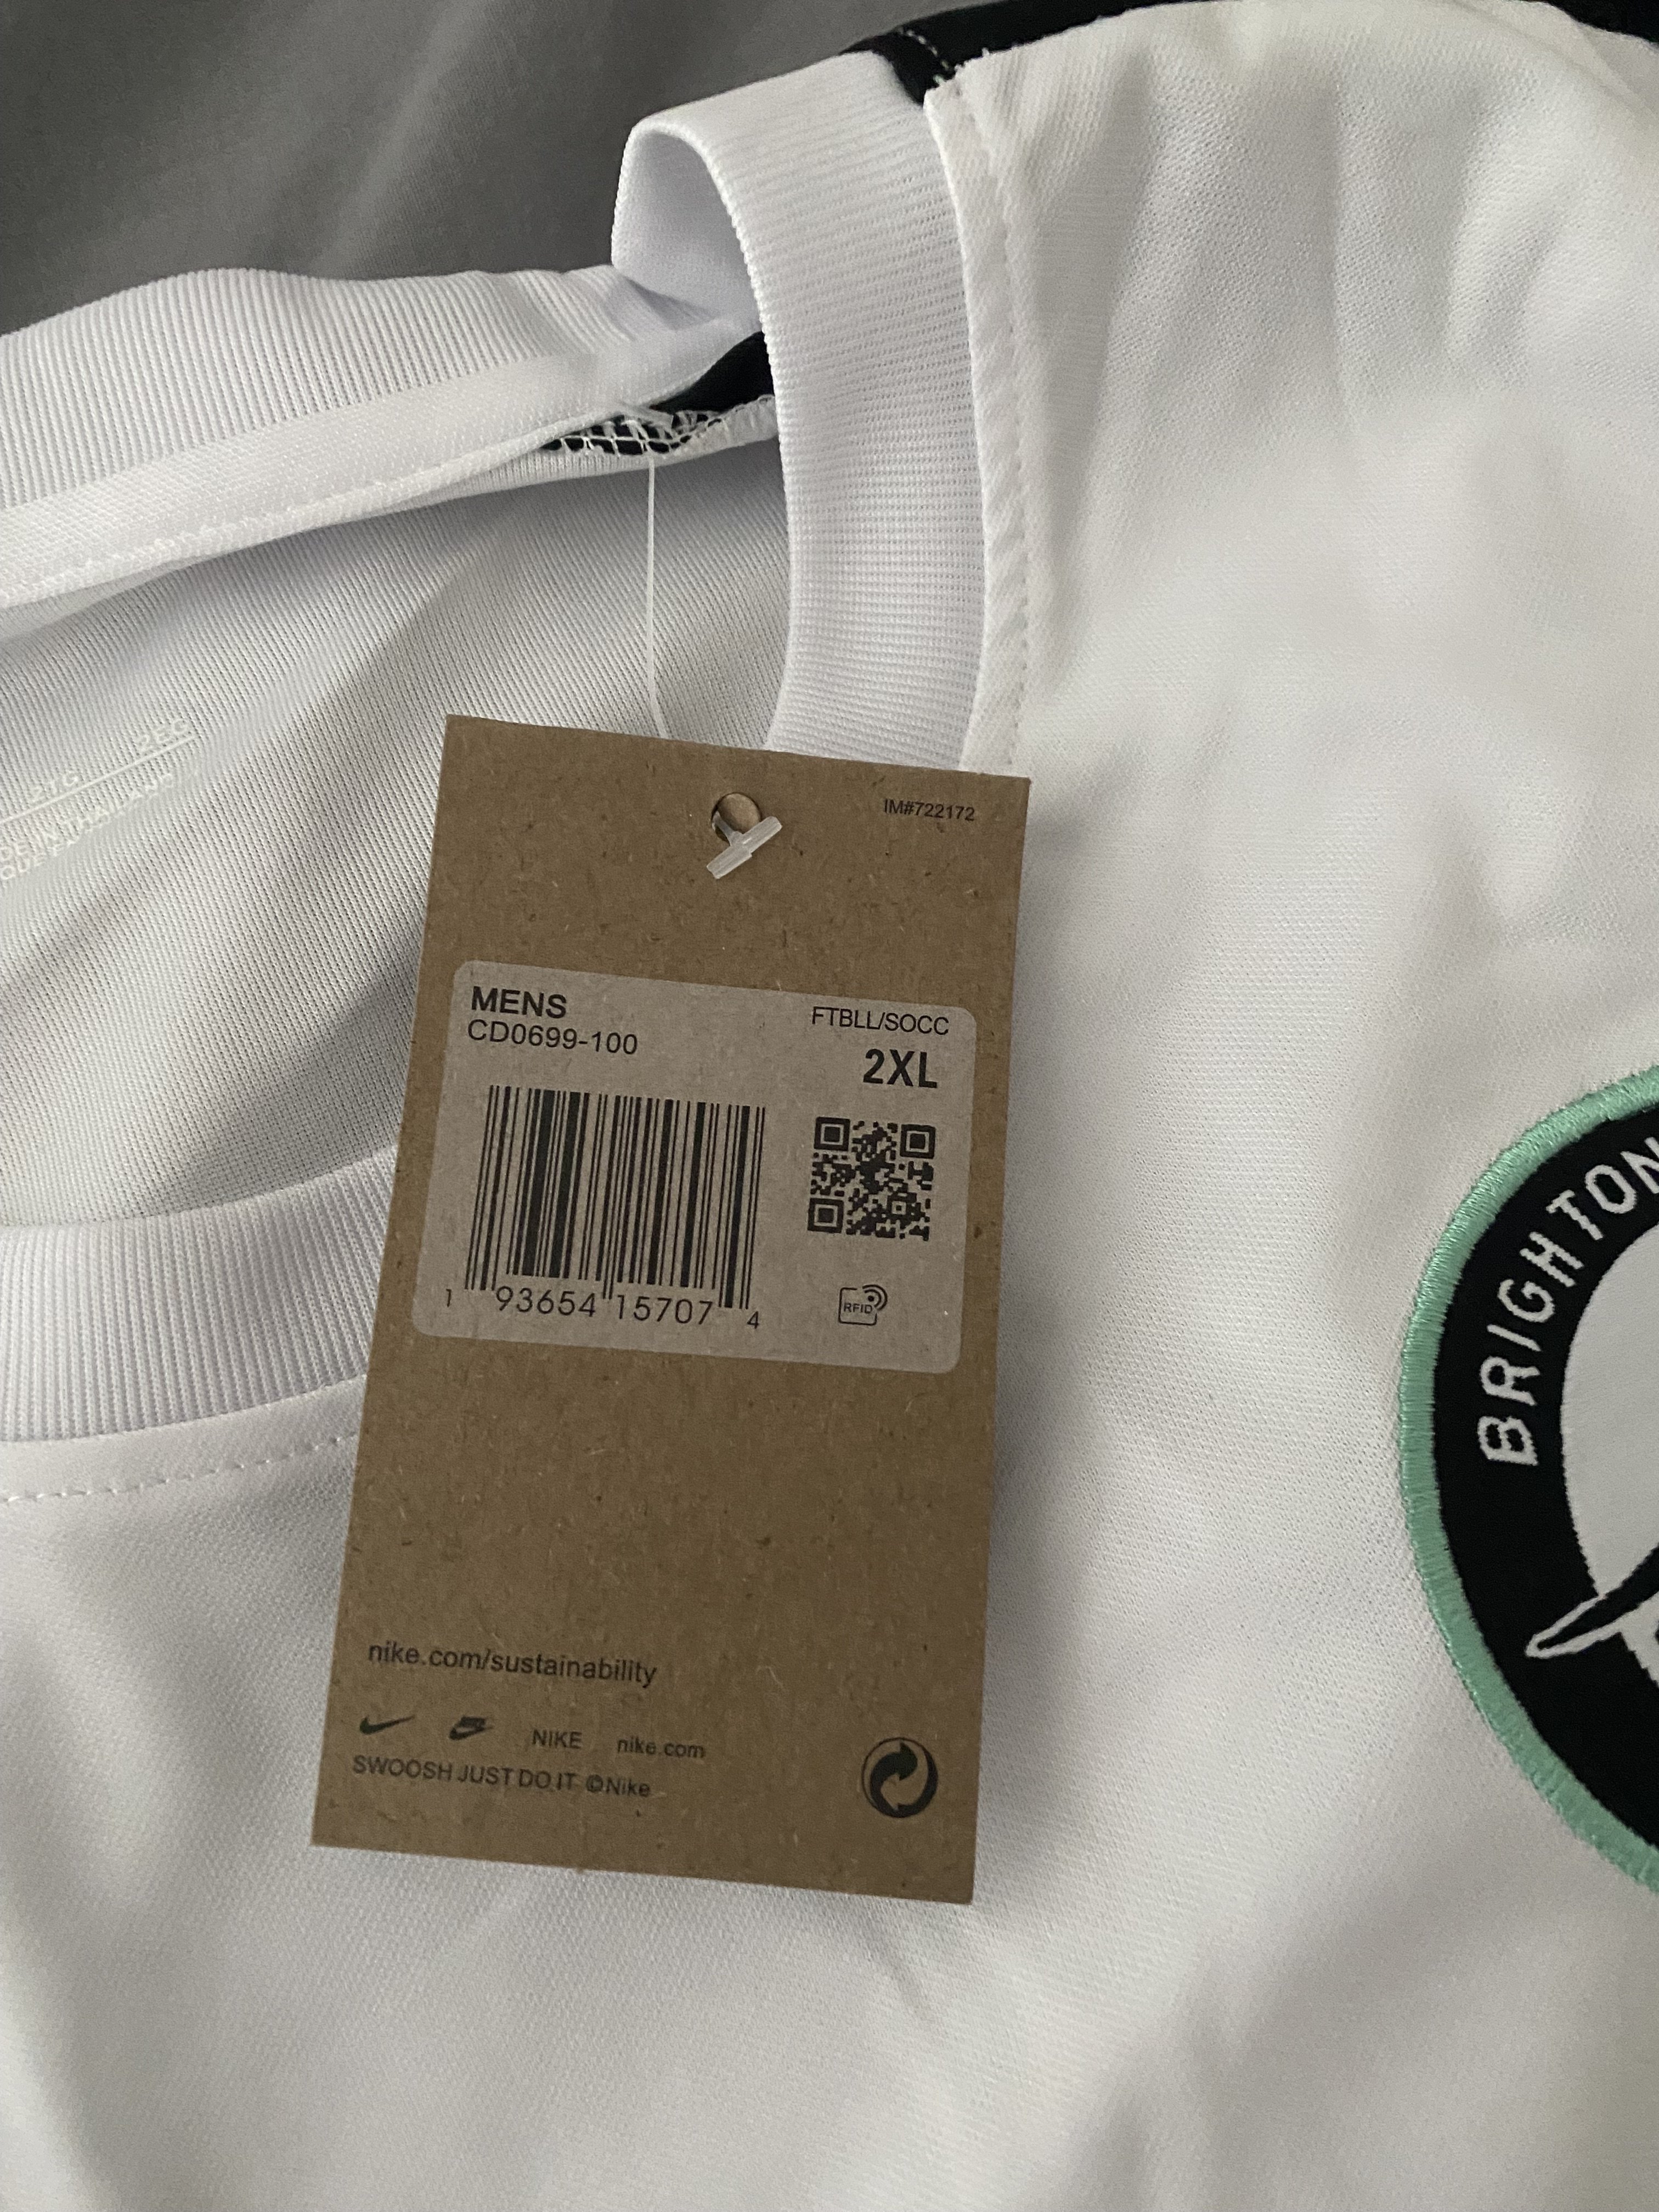 IM#722172
MENS
FTBLL/SOCC
CD0699-100
2XL
1 93654 15707 4
RFID
nike.com/sustainability
NIKE nike.com
SWOOSH JUST DO IT ©Nike
BRIGHTON